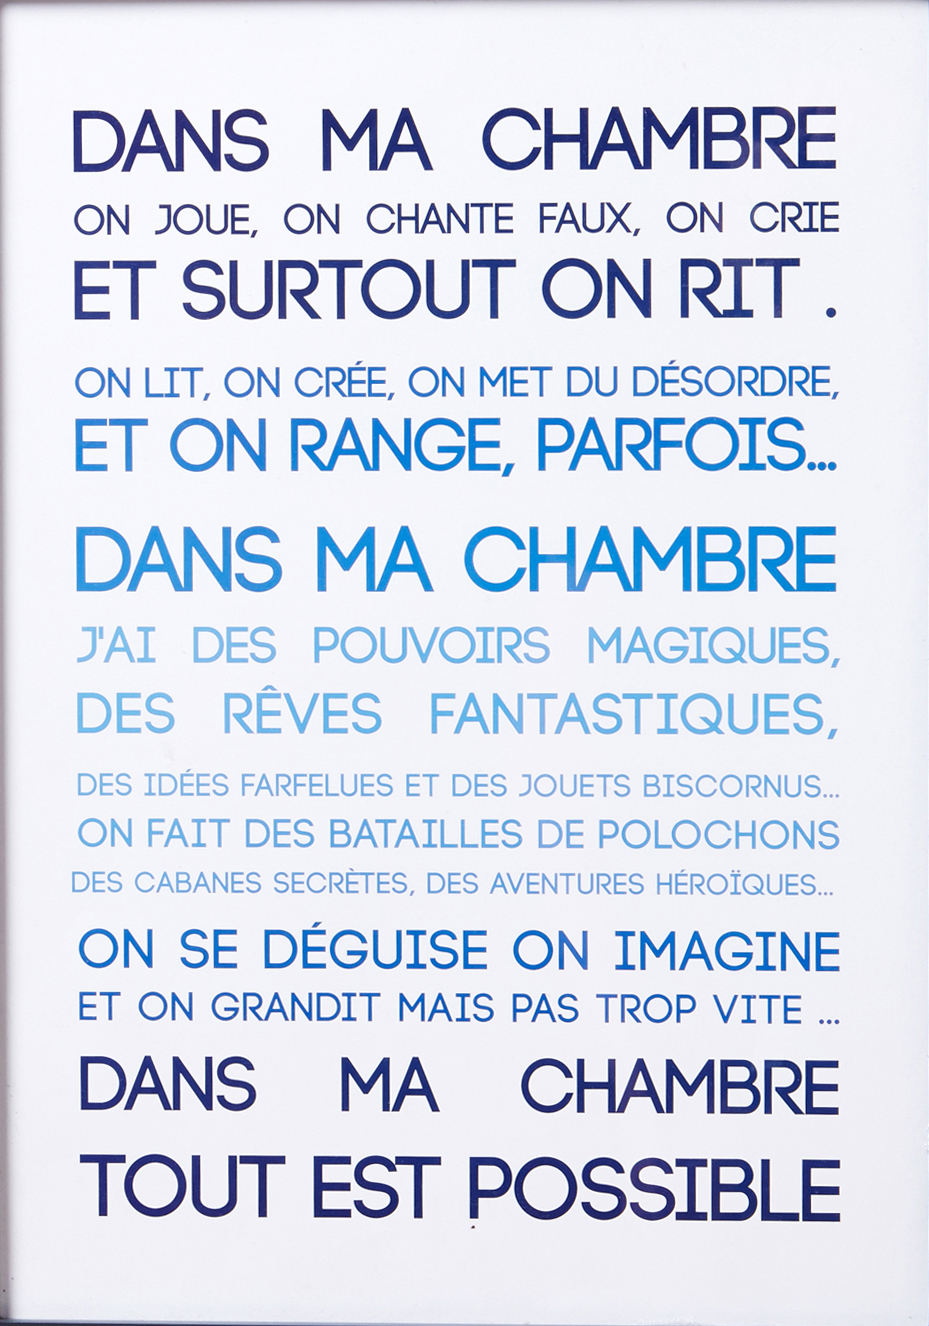 DANS MA CHAMBRE
ON JOUE, ON CHANTE FAUX, ON CRIE
ET SURTOUT ON RIT .
ON LIT, ON CRÉE, ON MET DU DÉSORDRE,
ET ON RANGE, PARFOIS...
DANS MA CHAMBRE
J'AI DES POUVOIRS MAGIQUES,
DES RÊVES FANTASTIQUES,
DES IDÉES FARFELUES ET DES JOUETS BISCORNUS...
ON FAIT DES BATAILLES DE POLOCHONS
DES CABANES SECRÈTES, DES AVENTURES HÉROÏQUES...
ON SE DÉGUISE ON IMAGINE
ET ON GRANDIT MAIS PAS TROP VITE ...
DANS MA CHAMBRE
TOUT EST POSSIBLE